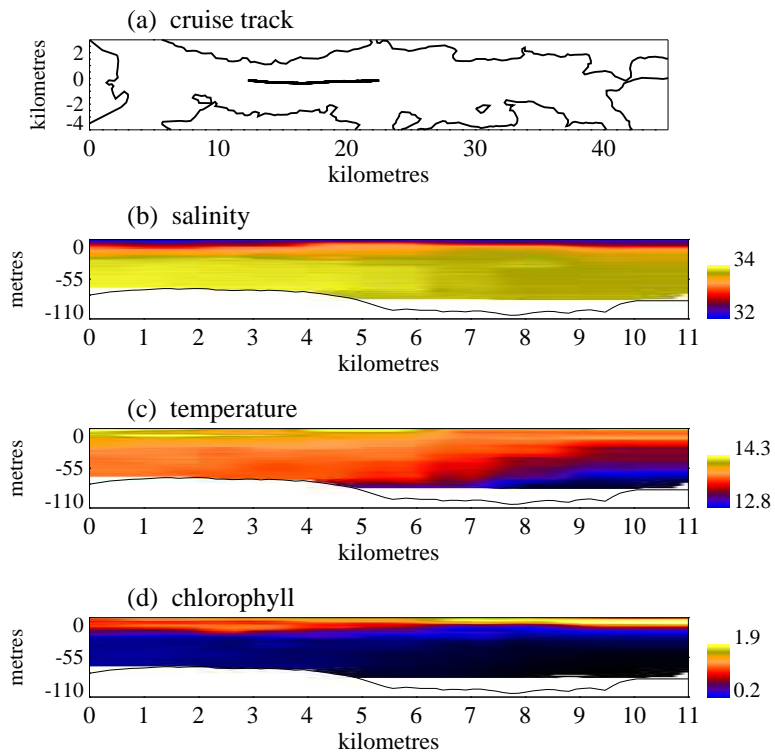 (a) cruise track
kilometres
2
0
-2
-4
0 10 20 30 40
kilometres
(b) salinity
metres
0
-55
-110
34
32
0 1 2 3 4 5 6 7 8 9 10 11
kilometres
(c) temperature
metres
0
-55
-110
14.3
12.8
0 1 2 3 4 5 6 7 8 9 10 11
kilometres
(d) chlorophyll
metres
0
-55
-110
1.9
0.2
0 1 2 3 4 5 6 7 8 9 10 11
kilometres